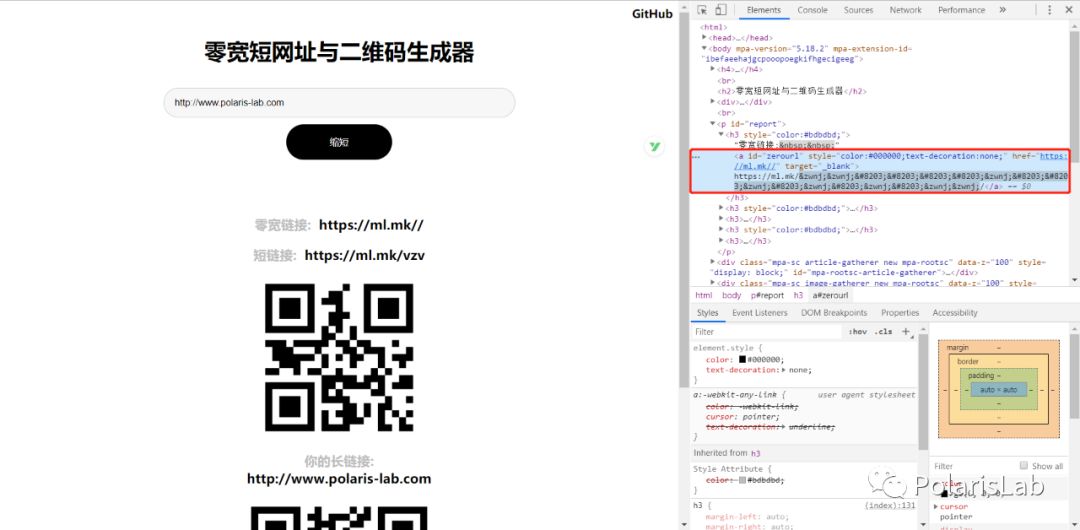 GitHub
零宽短网址与二维码生成器
http://www.polaris-lab.com
缩短
零宽链接: https://ml.mk//
短链接: https://ml.mk/vzv
你的长链接:
http://www.polaris-lab.com
Elements Console Sources Network Performance »
<html>
<head>…</head>
<body mpa-version="5.18.2" mpa-extension-id=
"ibefaeehajgcpooopoegkifhgecigeeg">
<h4>…</h4>
<br>
<h2>零宽短网址与二维码生成器</h2>
<div>…</div>
<br>
<p id="report">
<h3 style="color:#bdbdbd;">
"零宽链接:&nbsp;&nbsp;"
<a id="zerourl" style="color:#000000;text-decoration:none;" href="https:
//ml.mk//" target="_blank">
https://ml.mk/&zwnj;&zwnj;&#8203;&#8203;&#8203;&#8203;&zwnj;&#8203;&#820
3;&zwnj;&#8203;&zwnj;&#8203;&zwnj;&#8203;&zwnj;&zwnj;/</a> == $0
</h3>
<h3 style="color:#bdbdbd;">…</h3>
<h3>…</h3>
<h3 style="color:#bdbdbd;">…</h3>
<h3>…</h3>
</p>
<div class="mpa-sc article-gatherer new mpa-rootsc" data-z="100" style=
"display: block;" id="mpa-rootsc-article-gatherer">…</div>
<div class="mpa-sc image-gatherer new mpa-rootsc" data-z="100" style=
html body p#report h3 a#zerourl
Styles Event Listeners DOM Breakpoints Properties Accessibility
Filter :hov .cls +
element.style {
color: #000000;
text-decoration: none;
}
a:-webkit-any-link { user agent stylesheet
color: -webkit-link;
cursor: pointer;
text-decoration: underline;
}
Inherited from h3
Style Attribute {
color: #bdbdbd;
}
h3 { (index):131
margin-left: auto;
margin-right: auto;
margin –
border –
padding –
– – – auto × auto – – –
–
–
–
Filter Show all
color
cursor
pointer
display
PolarisLab